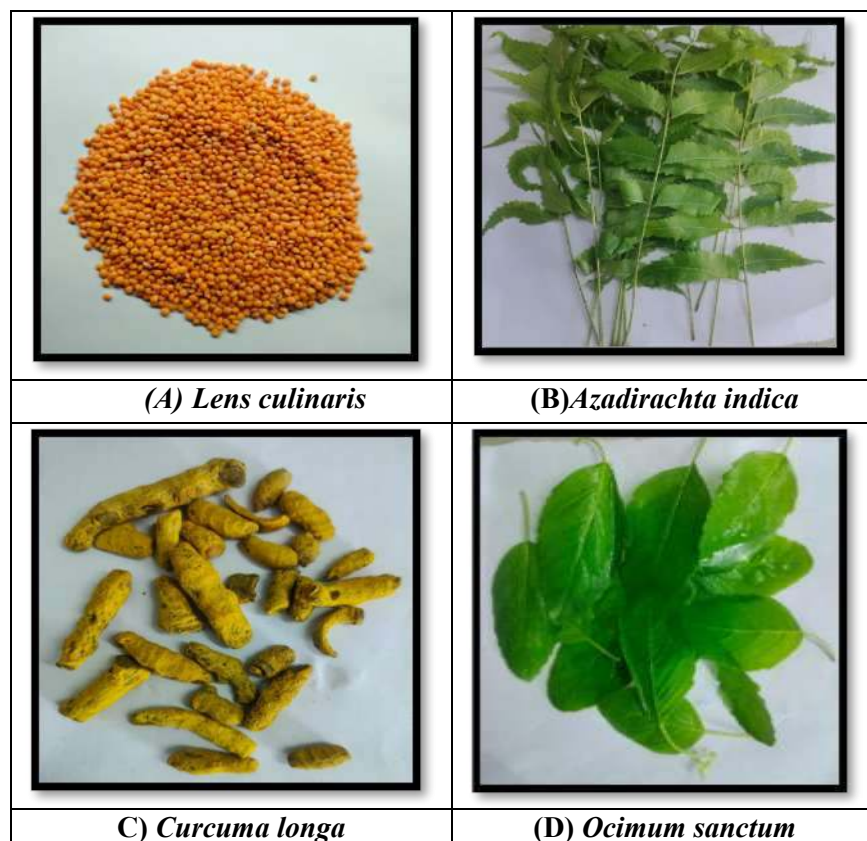 (A) Lens culinaris
(B)Azadirachta indica
C) Curcuma longa
(D) Ocimum sanctum